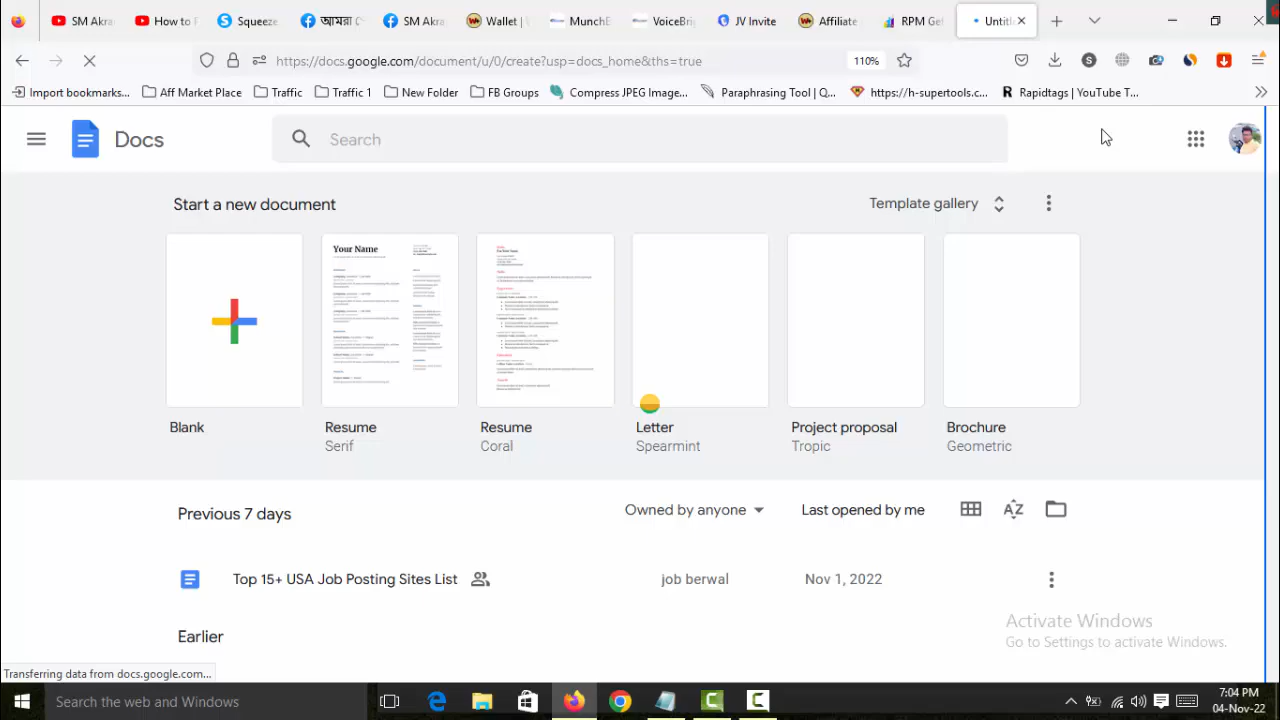 SM Akra
How to F
Squeeze
আমরা
SM Akra
Wallet |
MunchE
VoiceBri
JV Invite
Affiliate
RPM Get
Untitle
https://docs.google.com/document/u/0/create?usp=docs_home&ths=true
110%
Import bookmarks...
Aff Market Place
Traffic
Traffic 1
New Folder
FB Groups
Compress JPEG Image...
Paraphrasing Tool | Q...
https://h-supertools.c...
Rapidtags | YouTube T...
Docs
Search
Start a new document
Template gallery
Your Name
Blank
Resume
Serif
Resume
Coral
Letter
Spearmint
Project proposal
Tropic
Brochure
Geometric
Previous 7 days
Owned by anyone
Last opened by me
Top 15+ USA Job Posting Sites List
job berwal
Nov 1, 2022
Earlier
Activate Windows
Go to Settings to activate Windows.
Transferring data from docs.google.com...
Search the web and Windows
7:04 PM
04-Nov-22